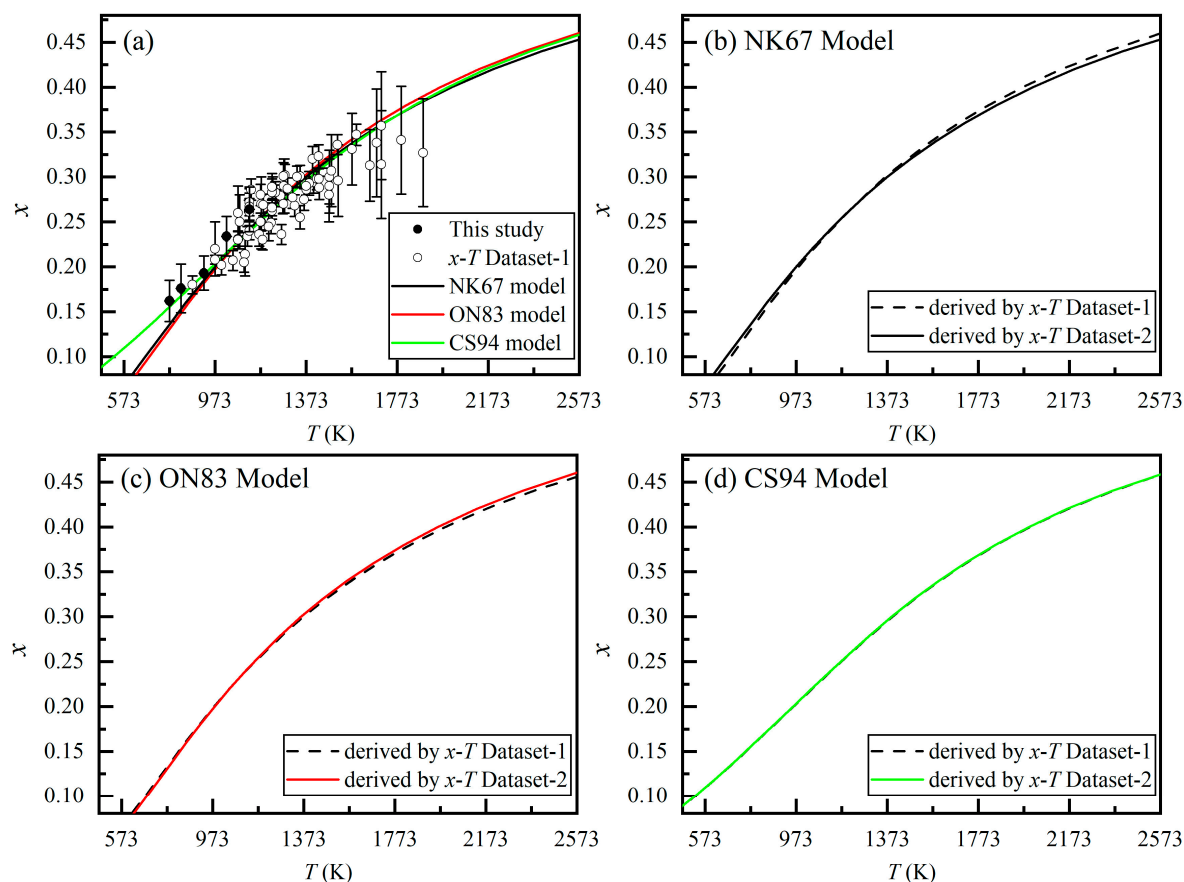 (a)
0.45
0.40
0.35
0.30
0.25
0.20
0.15
0.10
x
573 973 1373 1773 2173 2573
T (K)
This study
x-T Dataset-1
NK67 model
ON83 model
CS94 model
(b) NK67 Model
0.45
0.40
0.35
0.30
0.25
0.20
0.15
0.10
x
573 973 1373 1773 2173 2573
T (K)
derived by x-T Dataset-1
derived by x-T Dataset-2
(c) ON83 Model
0.45
0.40
0.35
0.30
0.25
0.20
0.15
0.10
x
573 973 1373 1773 2173 2573
T (K)
derived by x-T Dataset-1
derived by x-T Dataset-2
(d) CS94 Model
0.45
0.40
0.35
0.30
0.25
0.20
0.15
0.10
x
573 973 1373 1773 2173 2573
T (K)
derived by x-T Dataset-1
derived by x-T Dataset-2